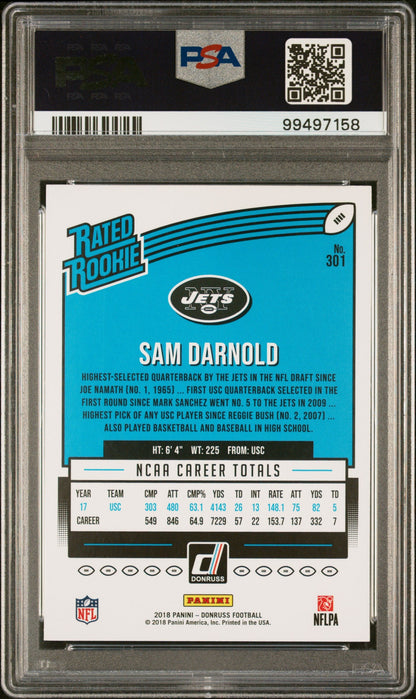 PSA
99497158
RATED
ROOKIE
No.
301
NY
JETS
SAM DARNOLD
HIGHEST-SELECTED QUARTERBACK BY THE JETS IN THE NFL DRAFT SINCE
JOE NAMATH (NO. 1, 1965) ... FIRST USC QUARTERBACK SELECTED IN THE
FIRST ROUND SINCE MARK SANCHEZ WENT NO. 5 TO THE JETS IN 2009 ...
HIGHEST PICK OF ANY USC PLAYER SINCE REGGIE BUSH (NO. 2, 2007) ...
ALSO PLAYED BASKETBALL AND BASEBALL IN HIGH SCHOOL.
HT: 6' 4" WT: 225 FROM: USC
NCAA CAREER TOTALS
YEAR TEAM CMP ATT CMP% YDS TD INT RTG ATT YDS TD
17 USC 303 480 63.1 4143 26 13 148.1 75 82 5
CAREER 549 846 64.9 7229 57 22 153.7 137 332 7
DONRUSS
NFL
PANINI
NFLPA
2018 PANINI – DONRUSS FOOTBALL
© 2018 Panini America, Inc. Printed in the USA.
PSA